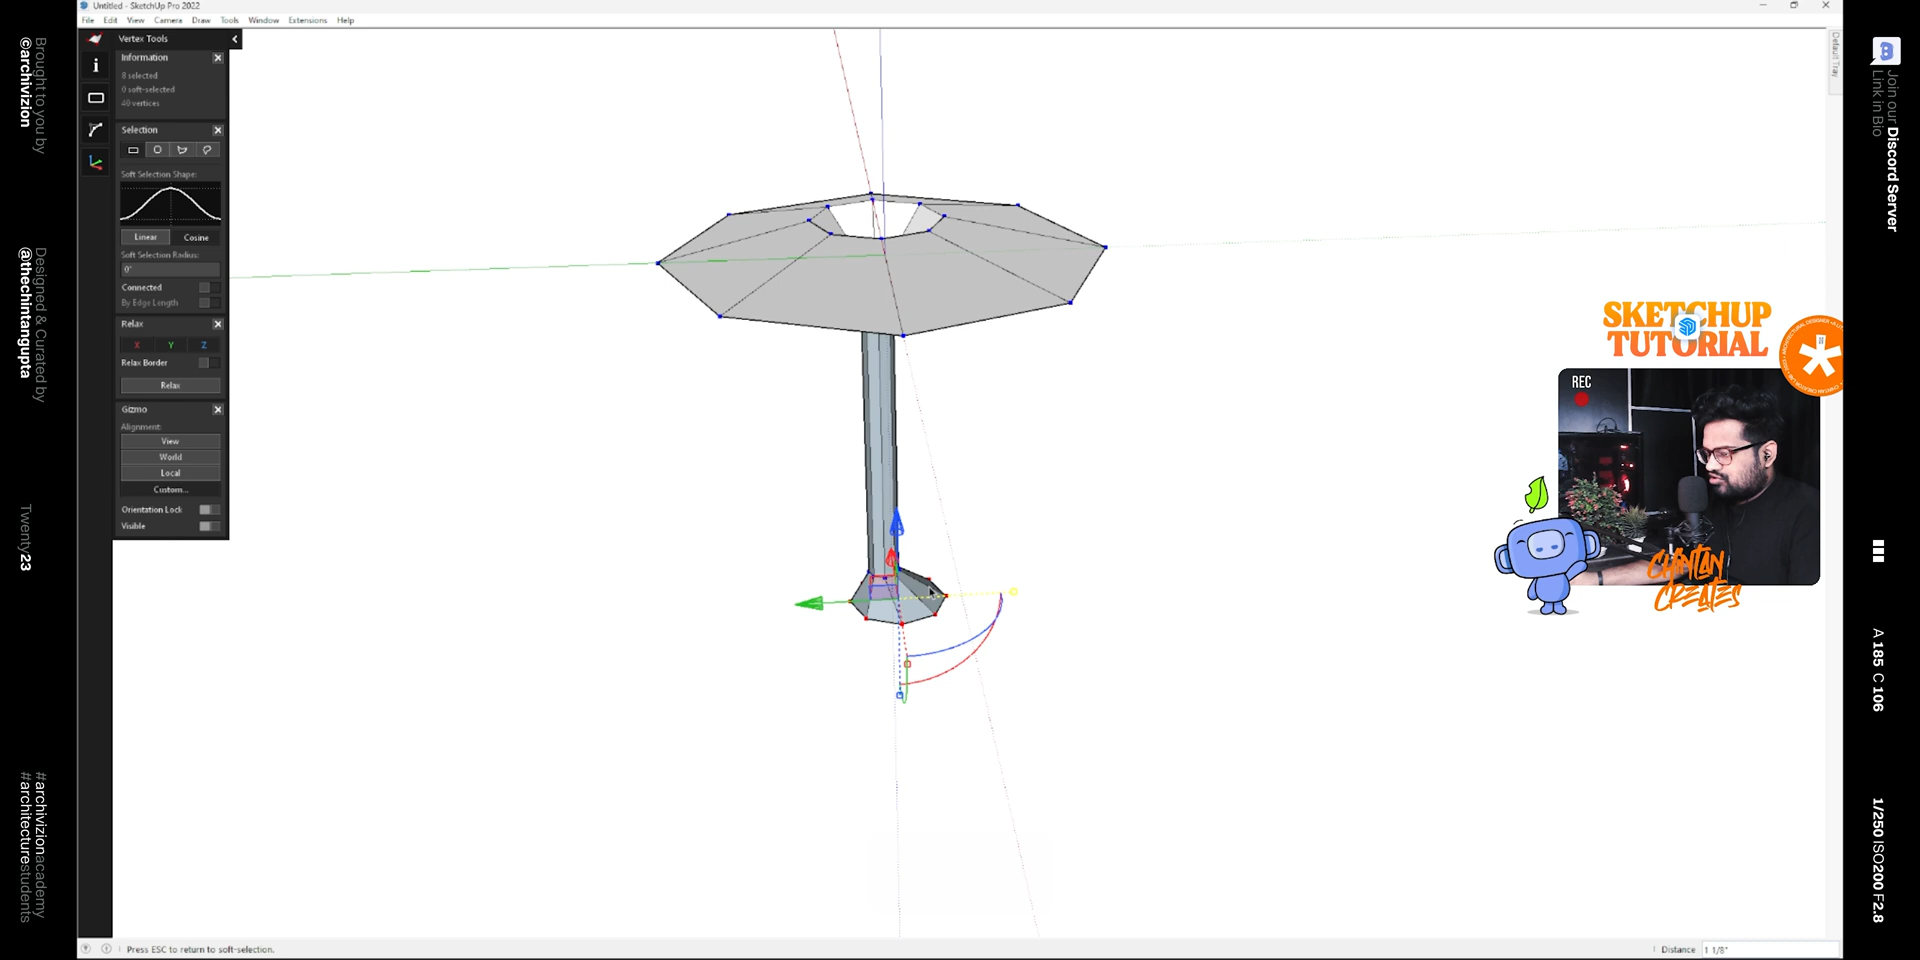 Untitled - SketchUp Pro 2022
File Edit View Camera Draw Tools Window Extensions Help
Vertex Tools
Information
8 selected
0 soft-selected
40 vertices
Selection
Soft Selection Shape:
Linear Cosine
Soft Selection Radius:
0"
Connected
By Edge Length
Relax
X Y Z
Relax Border
Relax
Gizmo
Alignment:
View
World
Local
Custom...
Orientation Lock
Visible
Default Tray
Press ESC to return to soft-selection.
Distance 1 1/8"
Brought to you by
@archivizion
Designed & Curated by
@thechintangupta
Twenty23
#archivizionacademy
#architecturestudents
Join our Discord Server
Link in Bio
SKETCHUP
TUTORIAL
REC
CHINTAN
CREATES
A 185 C 106
1/250 ISO200 F2.8